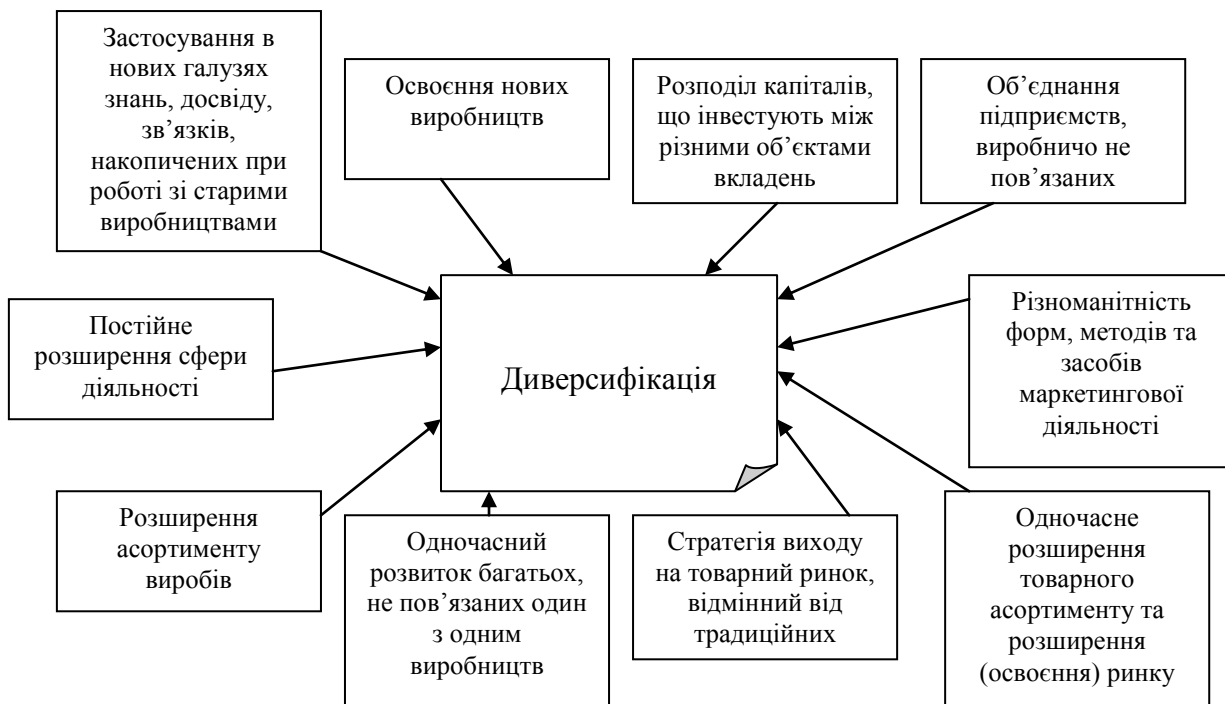 Застосування в
нових галузях
знань, досвіду,
зв’язків,
накопичених при
роботі зі старими
виробництвами
Освоєння нових
виробництв
Розподіл капіталів,
що інвестують між
різними об’єктами
вкладень
Об’єднання
підприємств,
виробничо не
пов’язаних
Постійне
розширення сфери
діяльності
Диверсифікація
Різноманітність
форм, методів та
засобів
маркетингової
діяльності
Розширення
асортименту
виробів
Одночасний
розвиток багатьох,
не пов’язаних один
з одним
виробництв
Стратегія виходу
на товарний ринок,
відмінний від
традиційних
Одночасне
розширення
товарного
асортименту та
розширення
(освоєння) ринку